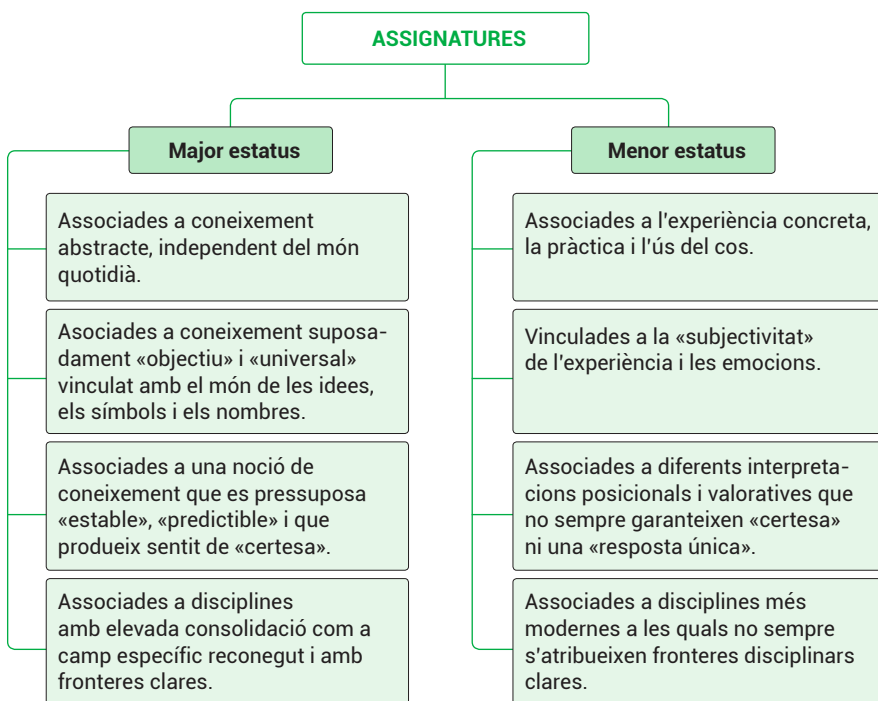 ASSIGNATURES
Major estatus
Associades a coneixement
abstracte, independent del món
quotidià.
Asociades a coneixement suposa-
dament «objectiu» i «universal»
vinculat amb el món de les idees,
els símbols i els nombres.
Associades a una noció de
coneixement que es pressuposa
«estable», «predictible» i que
produeix sentit de «certesa».
Associades a disciplines
amb elevada consolidació com a
camp específic reconegut i amb
fronteres clares.
Menor estatus
Associades a l'experiència concreta,
la pràctica i l'ús del cos.
Vinculades a la «subjectivitat»
de l'experiència i les emocions.
Associades a diferents interpreta-
cions posicionals i valoratives que
no sempre garanteixen «certesa»
ni una «resposta única».
Associades a disciplines més
modernes a les quals no sempre
s'atribueixen fronteres disciplinars
clares.